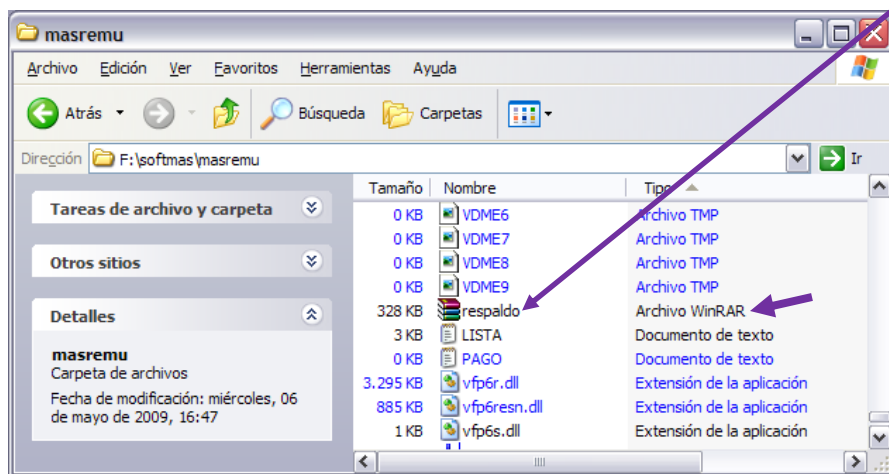 masremu
Archivo Edición Ver Favoritos Herramientas Ayuda
Atrás Búsqueda Carpetas
Dirección F:\softmas\masremu Ir
Tareas de archivo y carpeta
Otros sitios
Detalles
masremu
Carpeta de archivos
Fecha de modificación: miércoles, 06
de mayo de 2009, 16:47
Tamaño Nombre Tipo
0 KB VDME6 Archivo TMP
0 KB VDME7 Archivo TMP
0 KB VDME8 Archivo TMP
0 KB VDME9 Archivo TMP
328 KB respaldo Archivo WinRAR
3 KB LISTA Documento de texto
0 KB PAGO Documento de texto
3.295 KB vfp6r.dll Extensión de la aplicación
885 KB vfp6resn.dll Extensión de la aplicación
1 KB vfp6s.dll Extensión de la aplicación